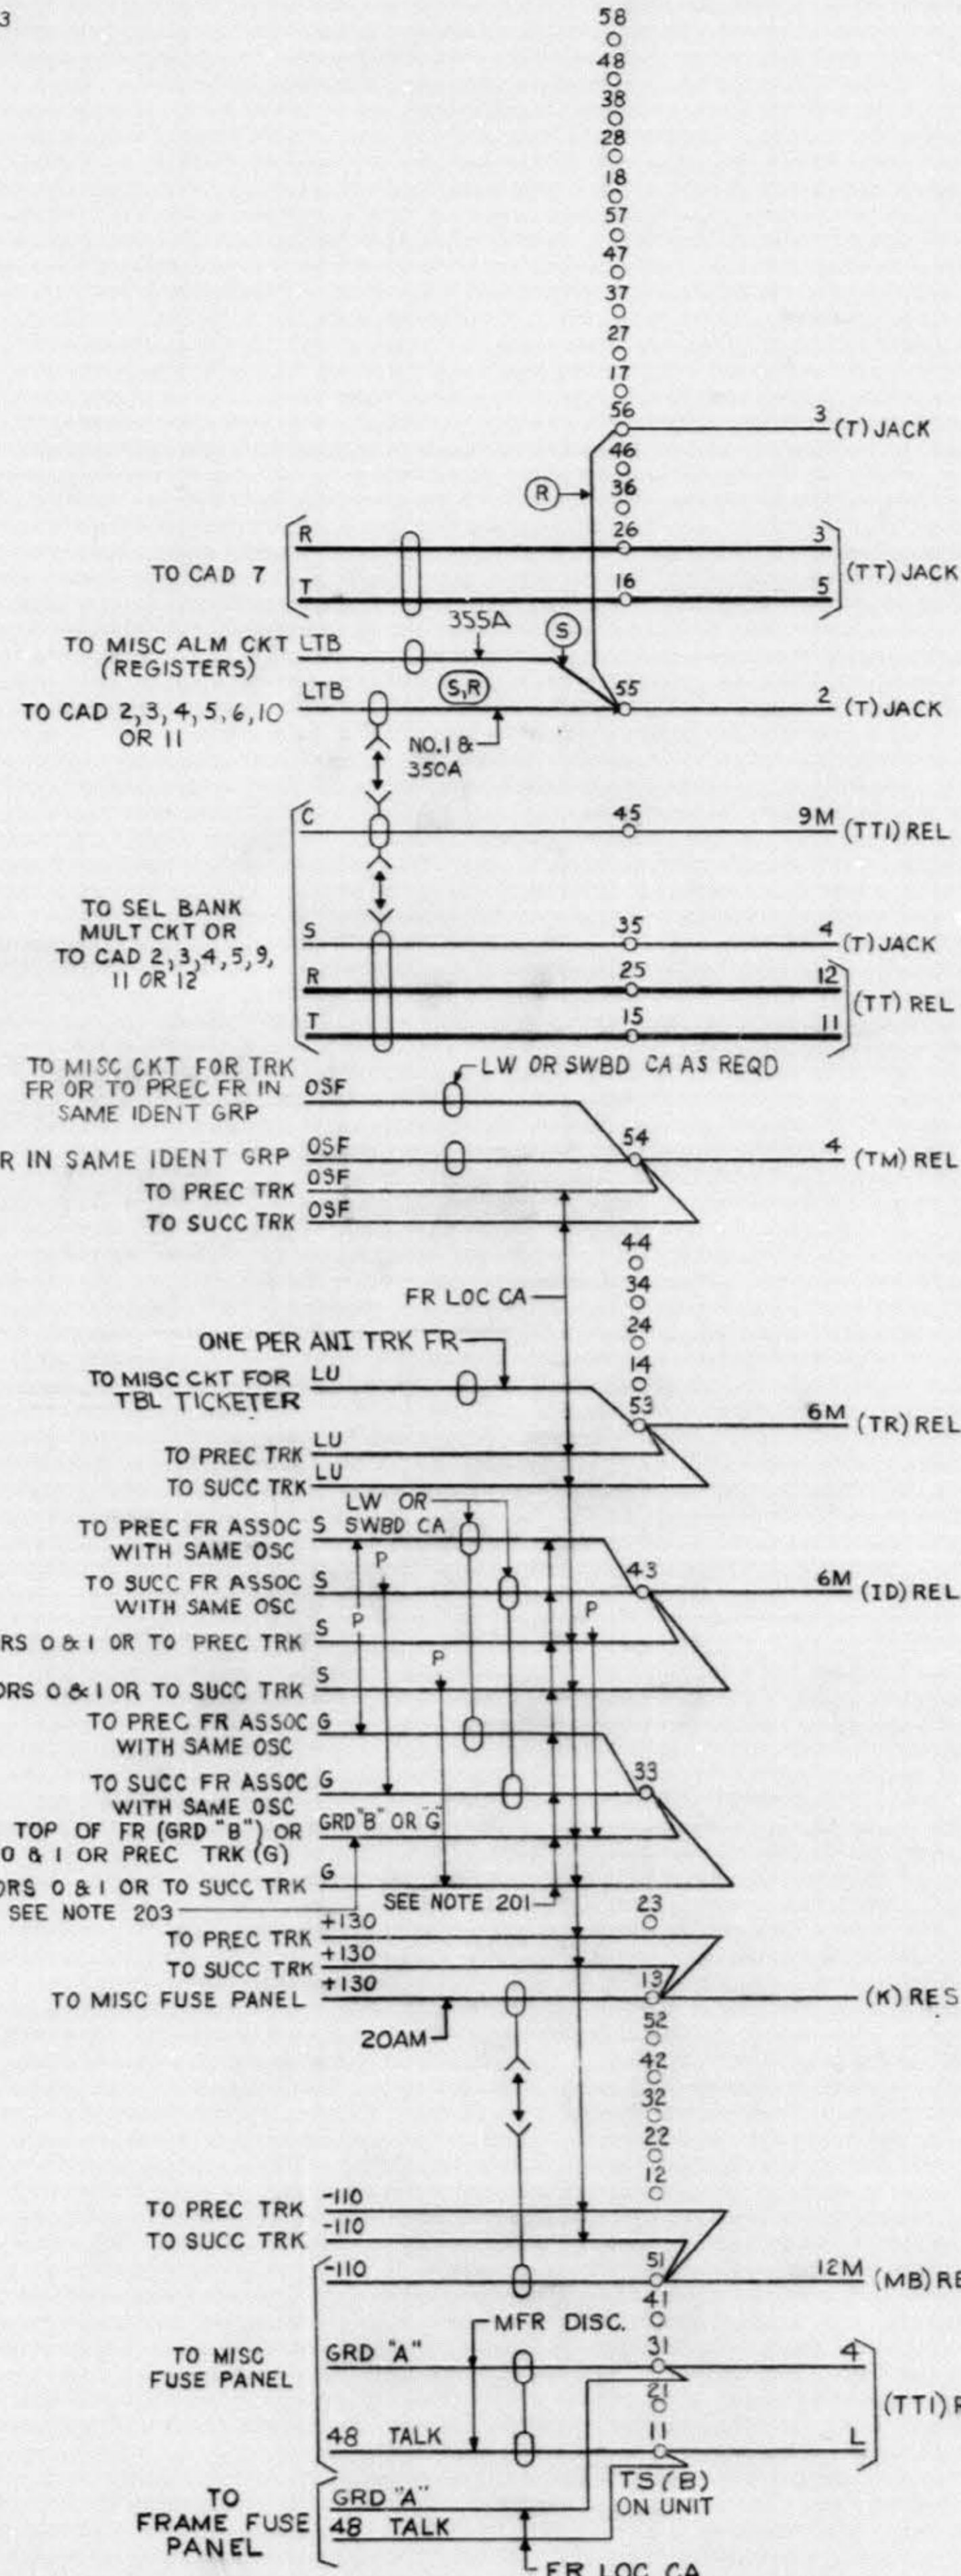 3
58
48
38
28
18
57
47
37
27
17
56
3 (T) JACK
46
R
36
R 26 3
TO CAD 7
(TT) JACK
T 16 5
355A S
TO MISC ALM CKT LTB
(REGISTERS)
LTB S,R 55 2 (T) JACK
TO CAD 2,3,4,5,6,10
OR 11
NO.1 &
350A
C 45 9M (TT1) REL
TO SEL BANK
MULT CKT OR
TO CAD 2,3,4,5,9,
11 OR 12
S 35 4 (T) JACK
R 25 12
(TT) REL
T 15 11
TO MISC CKT FOR TRK
FR OR TO PREC FR IN
SAME IDENT GRP
OSF
LW OR SWBD CA AS REQD
R IN SAME IDENT GRP OSF 54 4 (TM) REL
TO PREC TRK OSF
TO SUCC TRK OSF
44
34
FR LOC CA
24
ONE PER ANI TRK FR
14
TO MISC CKT FOR LU
TBL TICKETER
53 6M (TR) REL
TO PREC TRK LU
TO SUCC TRK LU
LW OR
SWBD CA
TO PREC FR ASSOC S
WITH SAME OSC
P
TO SUCC FR ASSOC S 43 6M (ID) REL
WITH SAME OSC
P P
RS 0 & 1 OR TO PREC TRK S
P
ORS 0 & 1 OR TO SUCC TRK S
TO PREC FR ASSOC G
WITH SAME OSC
TO SUCC FR ASSOC G 33
WITH SAME OSC
TOP OF FR (GRD "B") OR GRD "B" OR "G"
0 & 1 OR PREC TRK (G)
ORS 0 & 1 OR TO SUCC TRK G
SEE NOTE 203 SEE NOTE 201 23
TO PREC TRK +130
TO SUCC TRK +130
TO MISC FUSE PANEL +130 13 (K) RES
20AM
52
42
32
22
12
TO PREC TRK -110
TO SUCC TRK -110
-110 51 12M (MB) RE
41
MFR DISC.
TO MISC
FUSE PANEL
GRD "A" 31 4
21
(TT1) R
48 TALK 11 L
TS (B)
ON UNIT
TO
FRAME FUSE
PANEL
GRD "A"
48 TALK
FR LOC CA